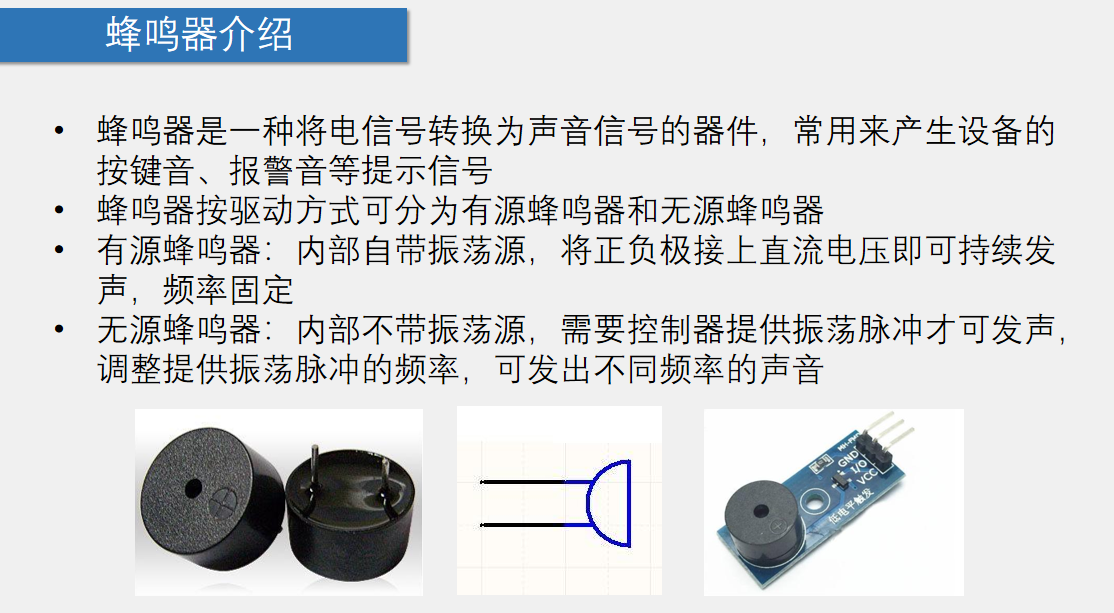 蜂鸣器介绍
• 蜂鸣器是一种将电信号转换为声音信号的器件，常用来产生设备的
按键音、报警音等提示信号
• 蜂鸣器按驱动方式可分为有源蜂鸣器和无源蜂鸣器
• 有源蜂鸣器：内部自带振荡源，将正负极接上直流电压即可持续发
声，频率固定
• 无源蜂鸣器：内部不带振荡源，需要控制器提供振荡脉冲才可发声，
调整提供振荡脉冲的频率，可发出不同频率的声音
GND
I/O
VCC
低电平触发